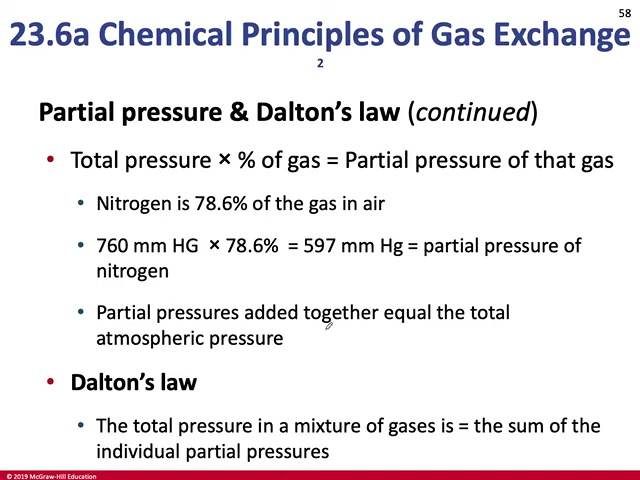 58
23.6a Chemical Principles of Gas Exchange
2
Partial pressure & Dalton's law (continued)
• Total pressure × % of gas = Partial pressure of that gas
• Nitrogen is 78.6% of the gas in air
• 760 mm HG × 78.6% = 597 mm Hg = partial pressure of
nitrogen
• Partial pressures added together equal the total
atmospheric pressure
• Dalton's law
• The total pressure in a mixture of gases is = the sum of the
individual partial pressures
© 2019 McGraw-Hill Education